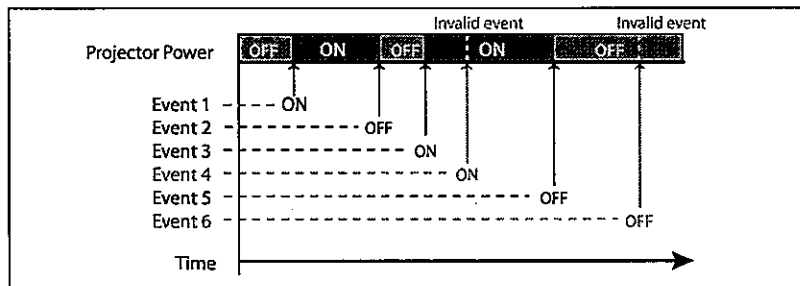 Invalid event Invalid event
Projector Power OFF ON OFF ON OFF
Event 1 ON
Event 2 OFF
Event 3 ON
Event 4 ON
Event 5 OFF
Event 6 OFF
Time